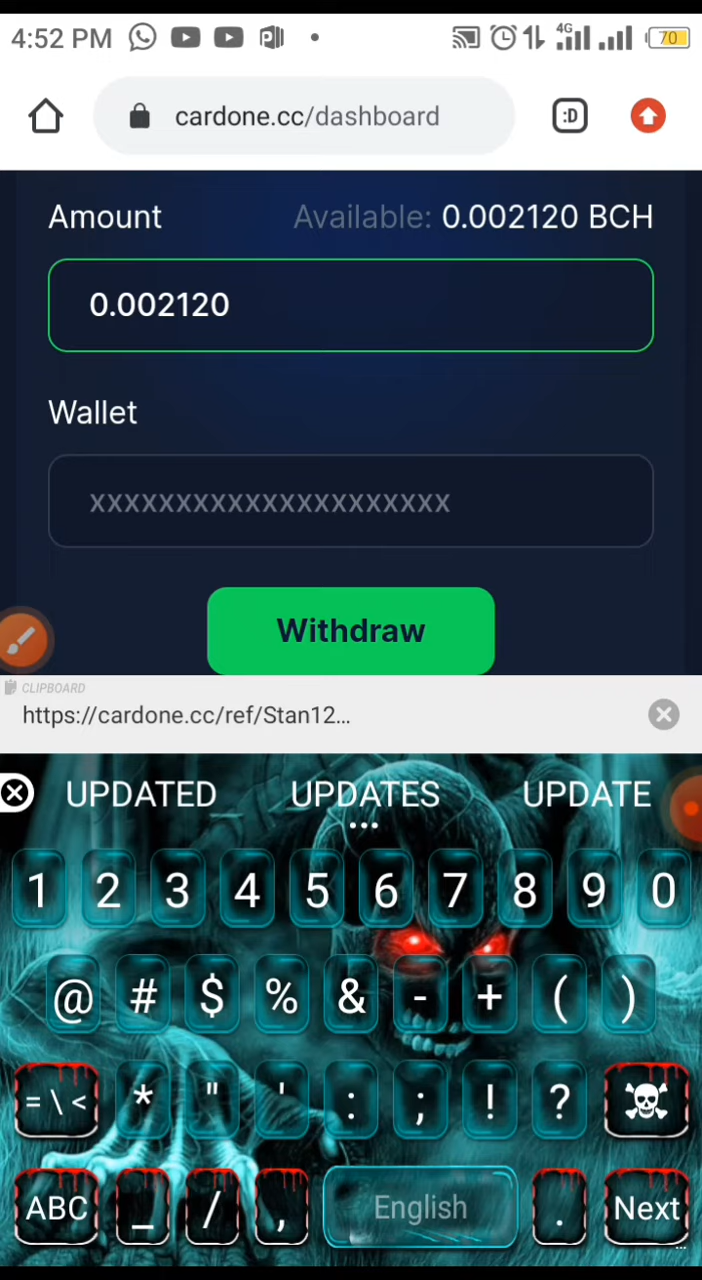 4:52 PM 4G 70
:D
cardone.cc/dashboard
Amount Available: 0.002120 BCH
0.002120
Wallet
xxxxxxxxxxxxxxxxxxxxx
Withdraw
CLIPBOARD
https://cardone.cc/ref/Stan12...
UPDATED UPDATES UPDATE
1 2 3 4 5 6 7 8 9 0
@ # $ % & - + ( )
= \ < * " ' : ; ! ?
ABC _ / , English . Next